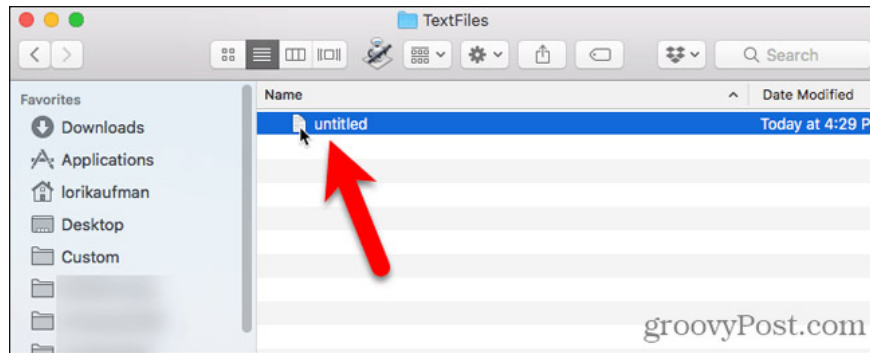 TextFiles
Search
Favorites
Downloads
Applications
lorikaufman
Desktop
Custom
Name
Date Modified
untitled
Today at 4:29 P
groovyPost.com